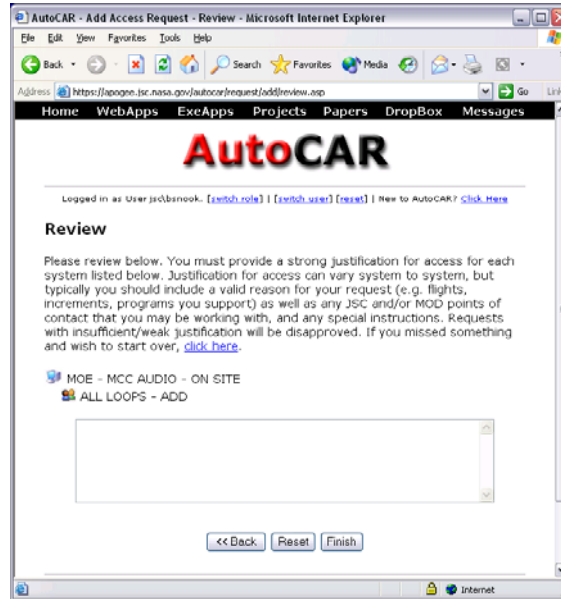 AutoCAR - Add Access Request - Review - Microsoft Internet Explorer
File Edit View Favorites Tools Help
Back Search Favorites Media
Address https://apogee.jsc.nasa.gov/autocar/request/add/review.asp Go
Home WebApps ExeApps Projects Papers DropBox Messages
AutoCAR
Logged in as User jsc\bsnook. [switch role] | [switch user] [reset] | New to AutoCAR? Click Here
Review
Please review below. You must provide a strong justification for access for each
system listed below. Justification for access can vary system to system, but
typically you should include a valid reason for your request (e.g. flights,
increments, programs you support) as well as any JSC and/or MOD points of
contact that you may be working with, and any special instructions. Requests
with insufficient/weak justification will be disapproved. If you missed something
and wish to start over, click here.
MOE - MCC AUDIO - ON SITE
ALL LOOPS - ADD
<< Back Reset Finish
Internet